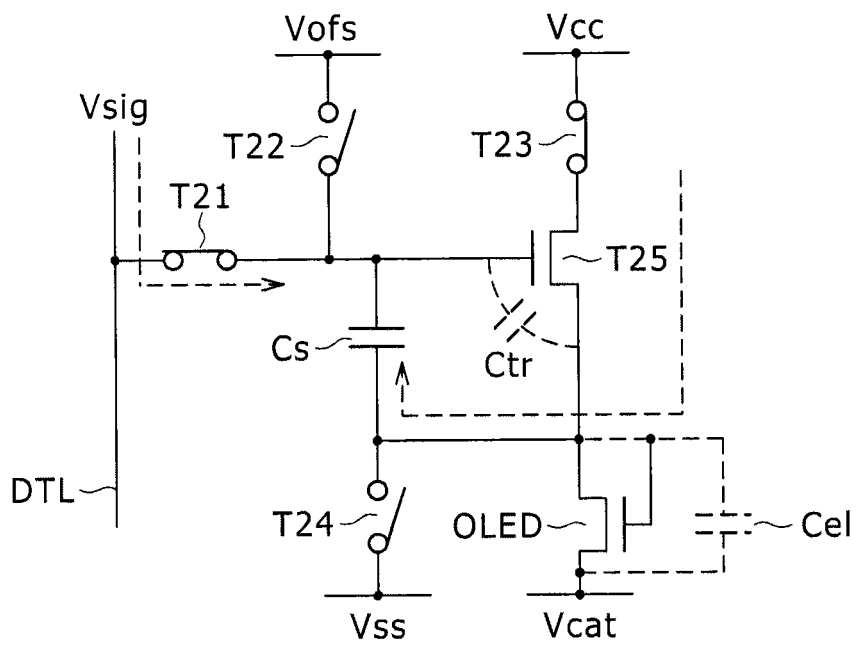 Vofs
Vcc
Vsig
T22
T23
T21
T25
Cs
Ctr
DTL
T24
OLED
Cel
Vss
Vcat